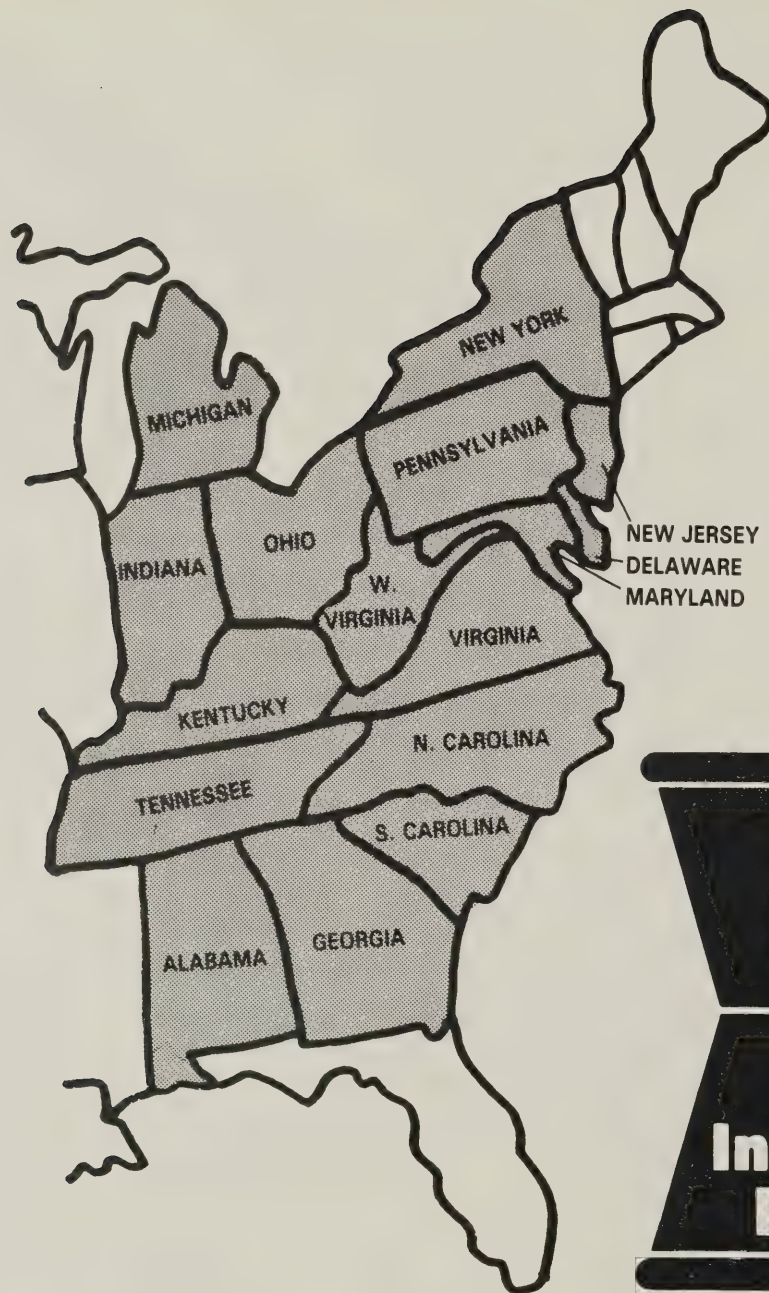 NEW YORK
MICHIGAN
PENNSYLVANIA
NEW JERSEY
DELAWARE
MARYLAND
OHIO
INDIANA
W.
VIRGINIA
VIRGINIA
KENTUCKY
N. CAROLINA
TENNESSEE
S. CAROLINA
GEORGIA
ALABAMA